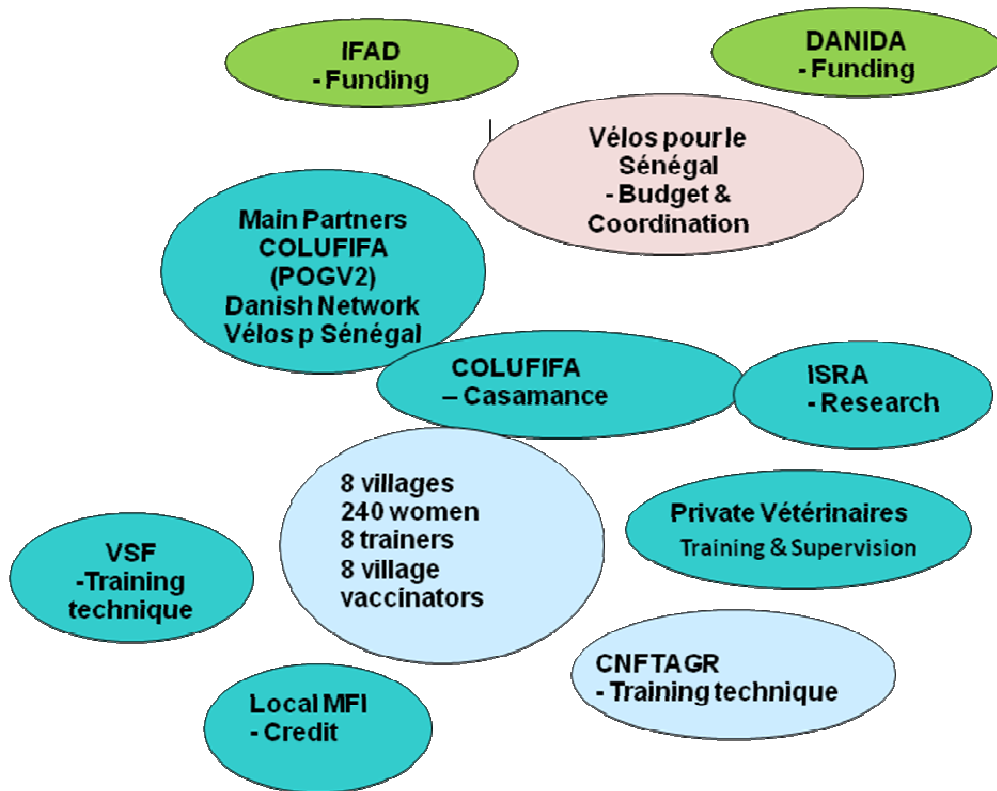 IFAD
- Funding
DANIDA
- Funding
Vélos pour le
Sénégal
- Budget &
Coordination
Main Partners
COLUFIFA
(POGV2)
Danish Network
Vélos p Sénégal
COLUFIFA
– Casamance
ISRA
- Research
8 villages
240 women
8 trainers
8 village
vaccinators
Private Vétérinaires
Training & Supervision
VSF
-Training
technique
CNFTAGR
- Training technique
Local MFI
- Credit